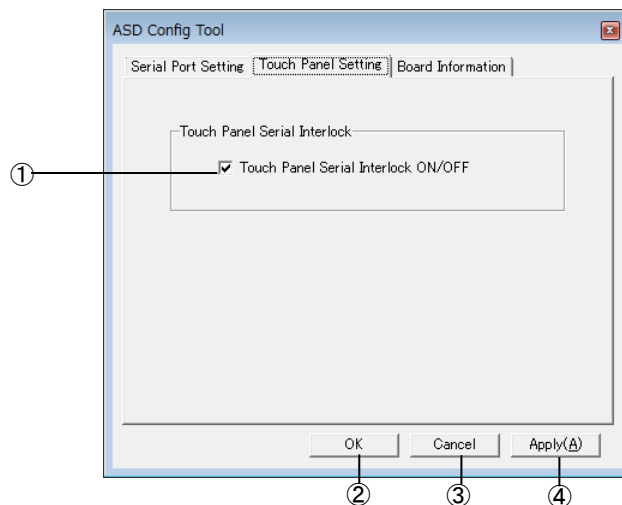 ASD Config Tool
Serial Port Setting Touch Panel Setting Board Information
Touch Panel Serial Interlock
① Touch Panel Serial Interlock ON/OFF
OK Cancel Apply(A)
② ③ ④